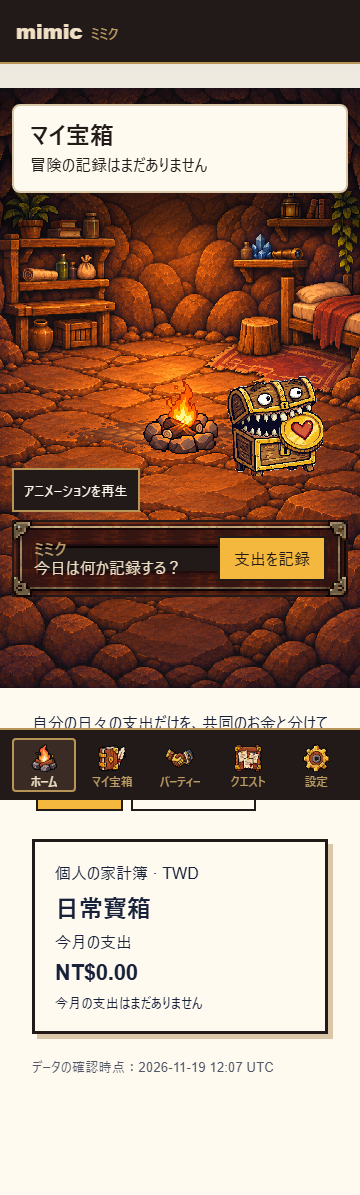 mimic ミミク
マイ宝箱
冒険の記録はまだありません
アニメーションを再生
ミミク
今日は何か記録する？
支出を記録
自分の日々の支出だけを、共同のお金と分けて
ホーム
マイ宝箱
パーティー
クエスト
設定
個人の家計簿 · TWD
日常寶箱
今月の支出
NT$0.00
今月の支出はまだありません
データの確認時点：2026-11-19 12:07 UTC